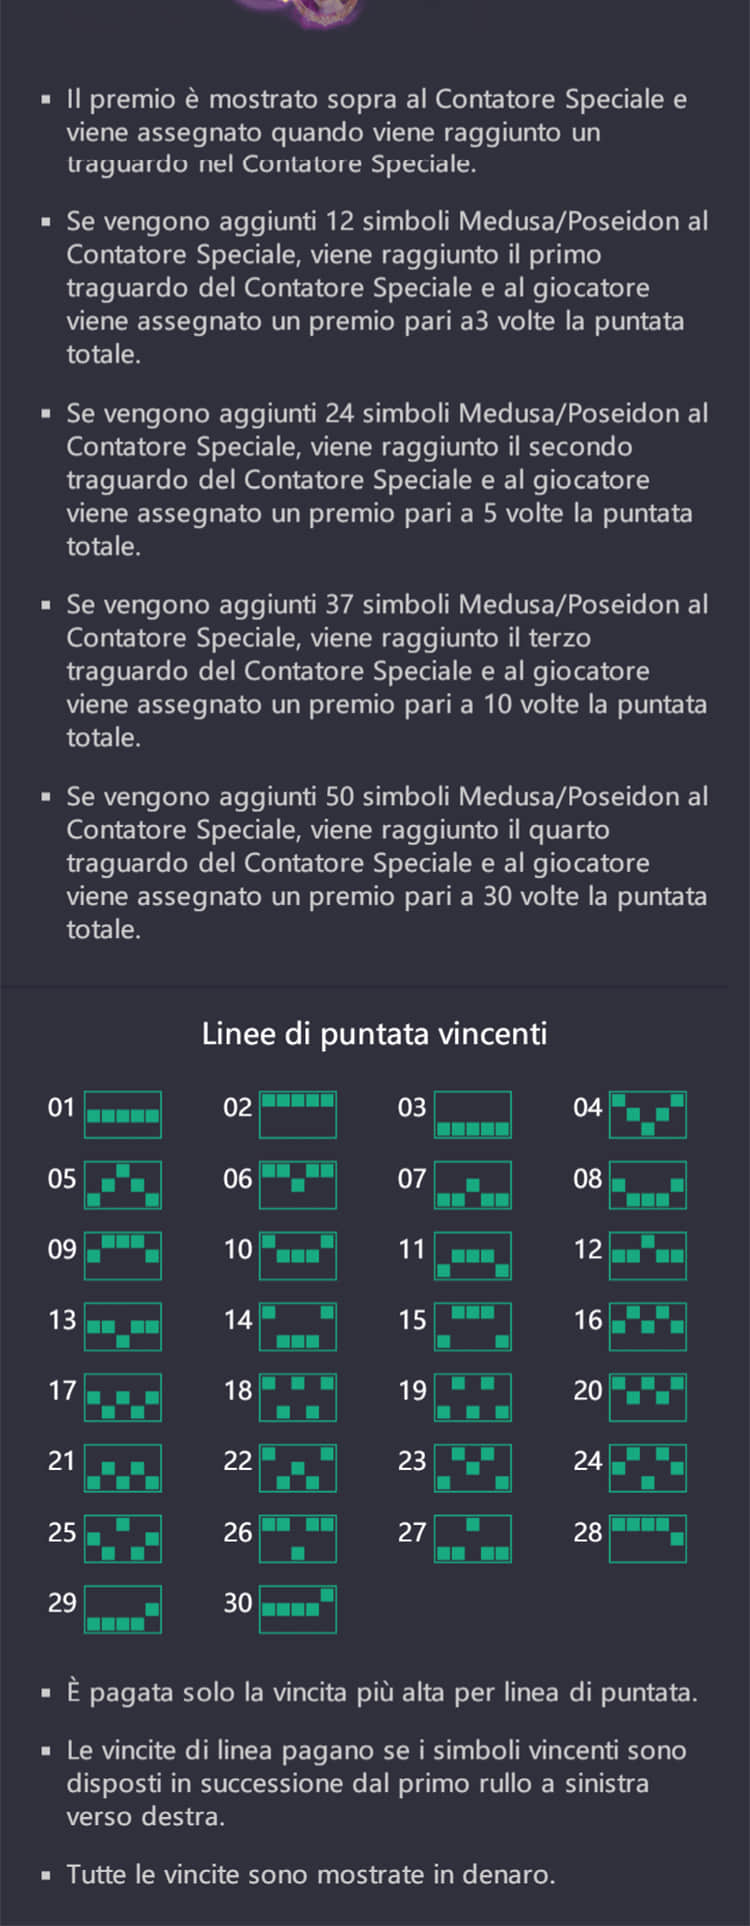 ▪ Il premio è mostrato sopra al Contatore Speciale e
viene assegnato quando viene raggiunto un
traguardo nel Contatore Speciale.
▪ Se vengono aggiunti 12 simboli Medusa/Poseidon al
Contatore Speciale, viene raggiunto il primo
traguardo del Contatore Speciale e al giocatore
viene assegnato un premio pari a3 volte la puntata
totale.
▪ Se vengono aggiunti 24 simboli Medusa/Poseidon al
Contatore Speciale, viene raggiunto il secondo
traguardo del Contatore Speciale e al giocatore
viene assegnato un premio pari a 5 volte la puntata
totale.
▪ Se vengono aggiunti 37 simboli Medusa/Poseidon al
Contatore Speciale, viene raggiunto il terzo
traguardo del Contatore Speciale e al giocatore
viene assegnato un premio pari a 10 volte la puntata
totale.
▪ Se vengono aggiunti 50 simboli Medusa/Poseidon al
Contatore Speciale, viene raggiunto il quarto
traguardo del Contatore Speciale e al giocatore
viene assegnato un premio pari a 30 volte la puntata
totale.
Linee di puntata vincenti
01 02 03 04
05 06 07 08
09 10 11 12
13 14 15 16
17 18 19 20
21 22 23 24
25 26 27 28
29 30
▪ È pagata solo la vincita più alta per linea di puntata.
▪ Le vincite di linea pagano se i simboli vincenti sono
disposti in successione dal primo rullo a sinistra
verso destra.
▪ Tutte le vincite sono mostrate in denaro.